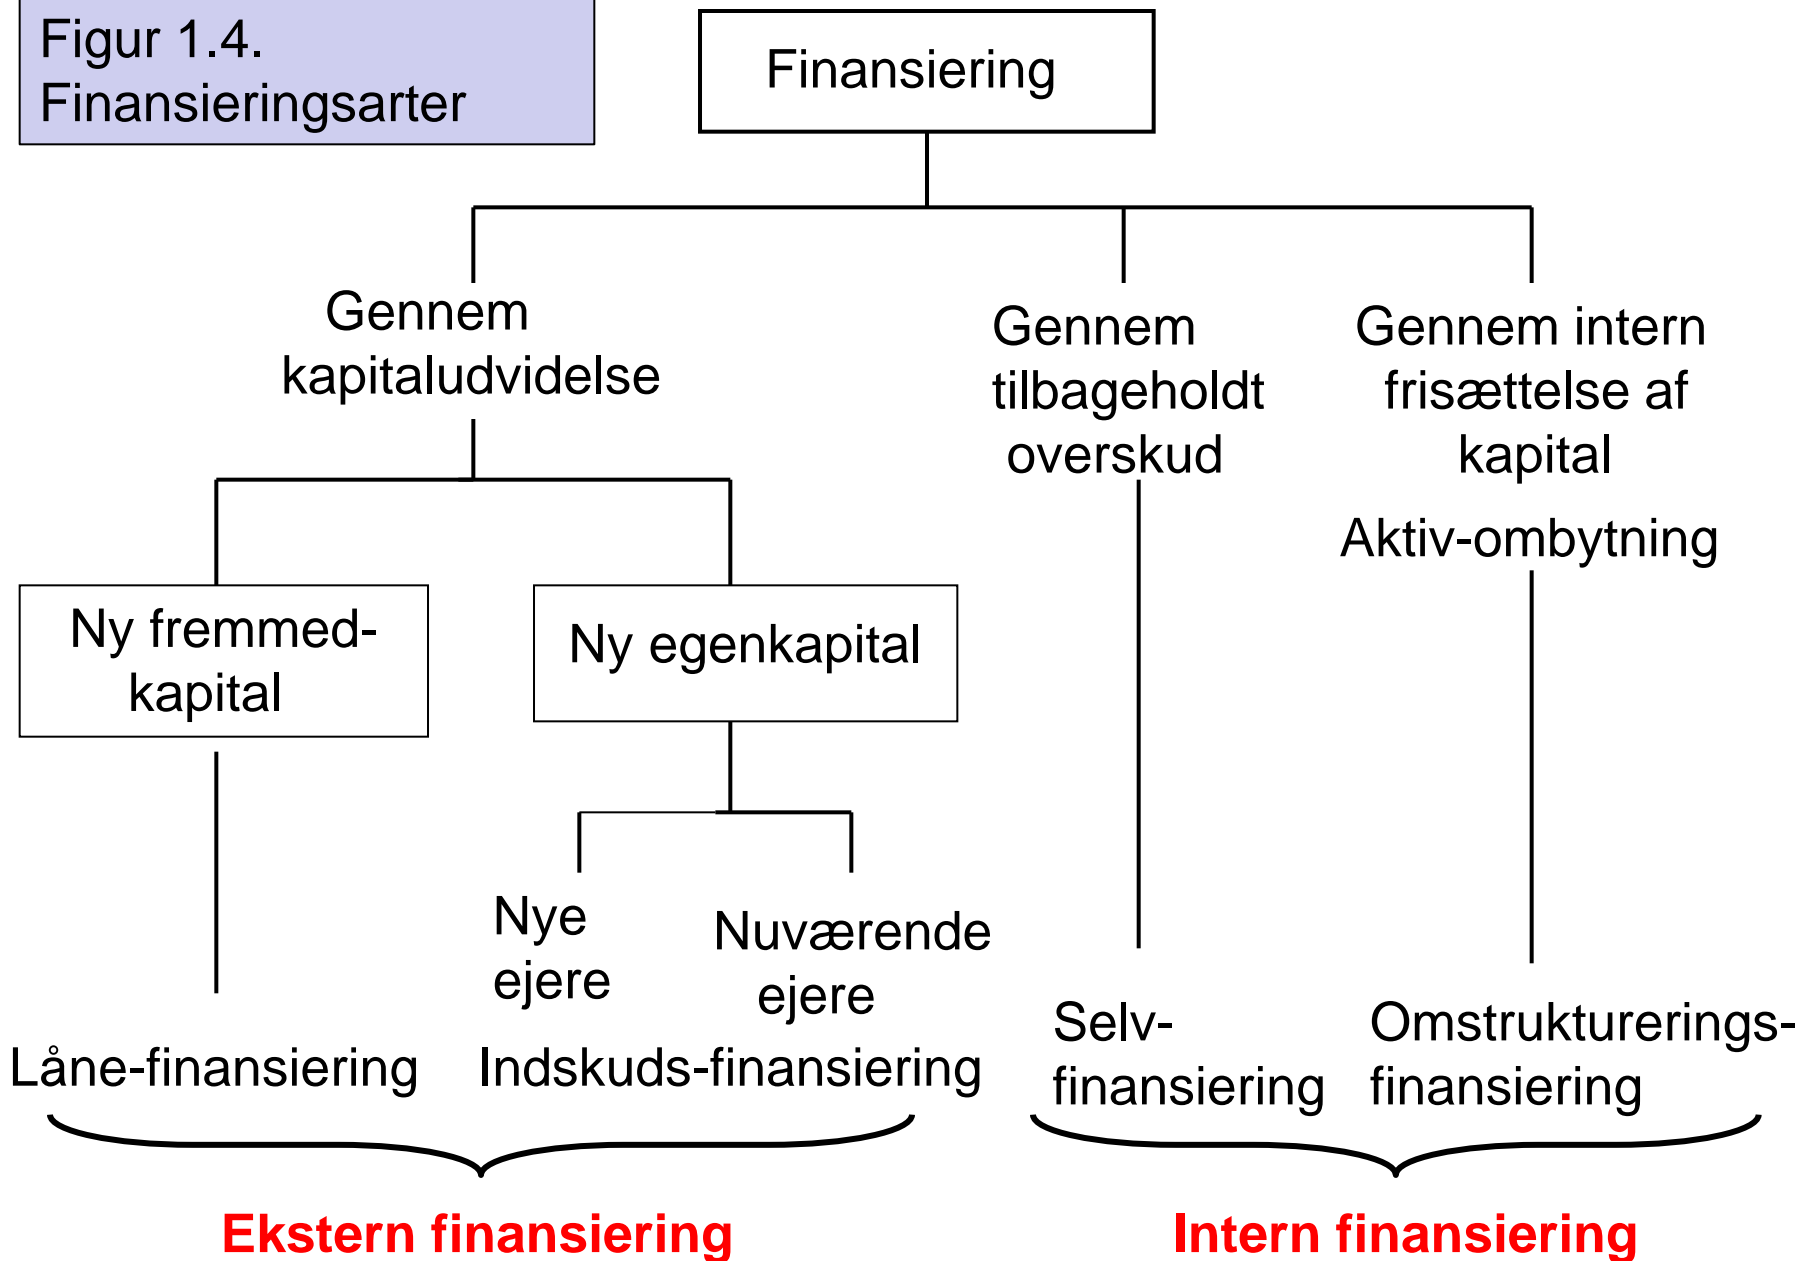 Figur 1.4.
Finansieringsarter
Finansiering
Gennem
kapitaludvidelse
Gennem
tilbageholdt
overskud
Gennem intern
frisættelse af
kapital
Aktiv-ombytning
Ny fremmed-
kapital
Ny egenkapital
Nye
ejere
Nuværende
ejere
Låne-finansiering
Indskuds-finansiering
Selv-
finansiering
Omstrukturerings-
finansiering
Ekstern finansiering
Intern finansiering